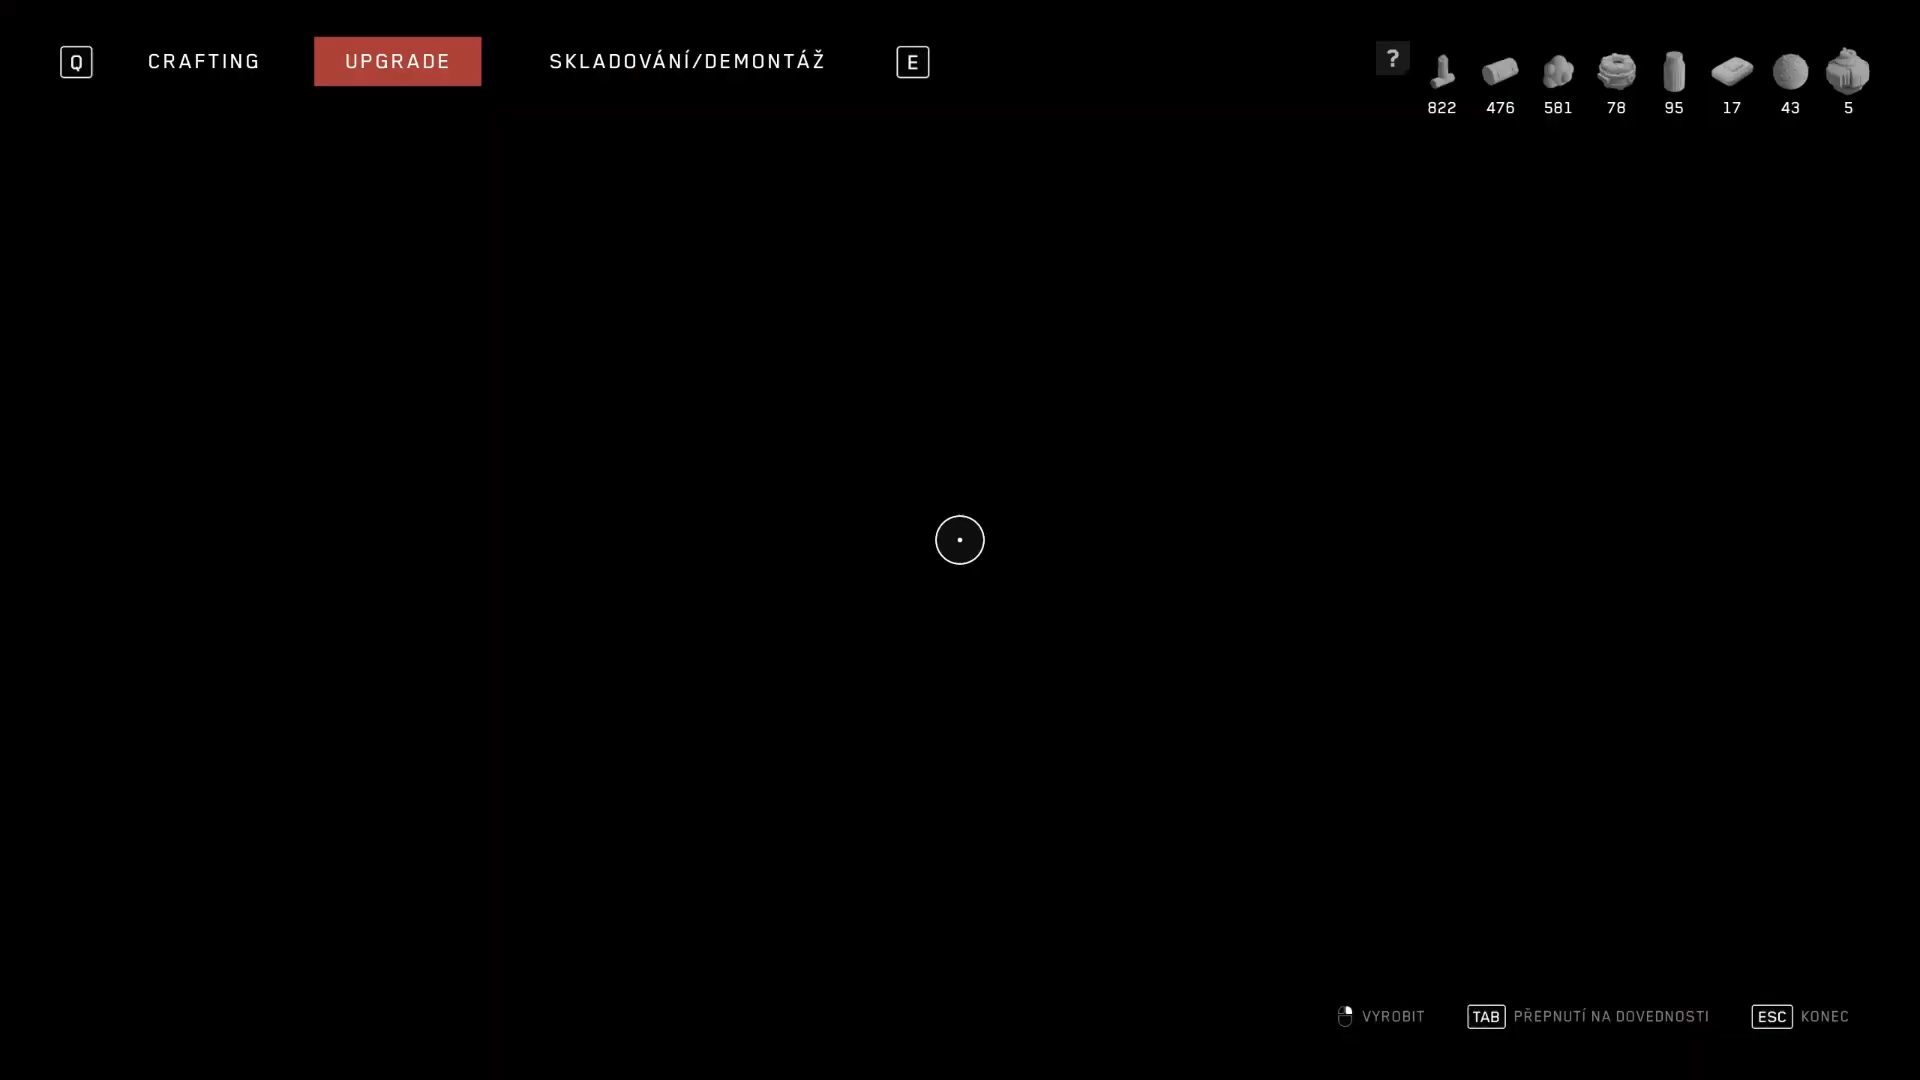 Q CRAFTING UPGRADE SKLADOVÁNÍ/DEMONTÁŽ E ?
822 476 581 78 95 17 43 5
VYROBIT TAB PŘEPNUTÍ NA DOVEDNOSTI ESC KONEC